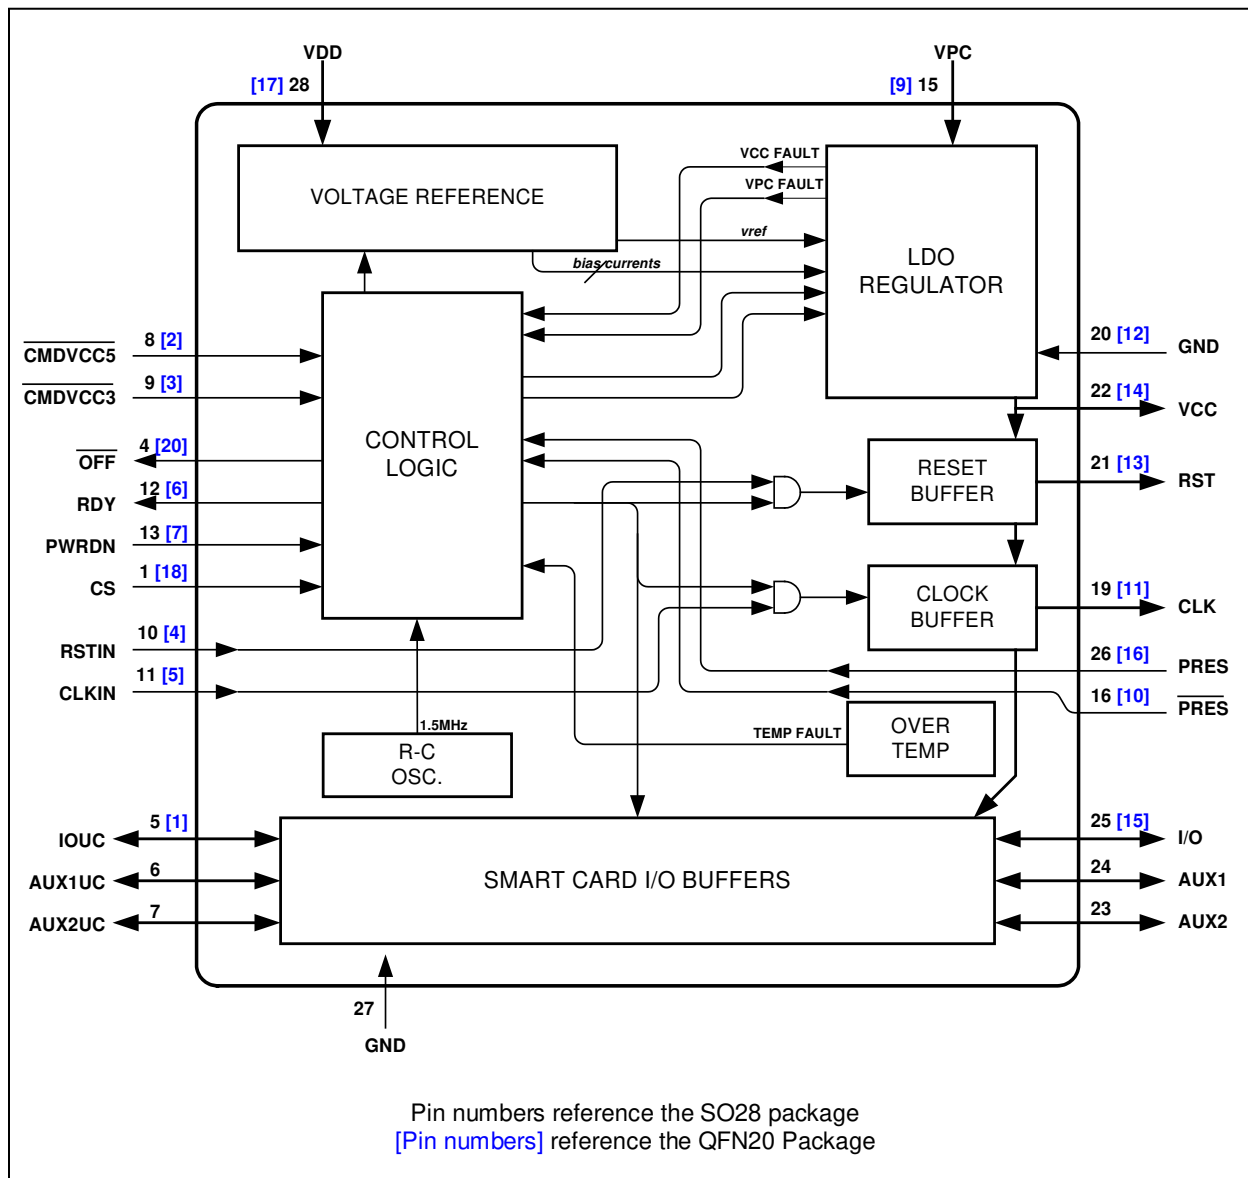 VDD
[17] 28
VPC
[9] 15
VOLTAGE REFERENCE
VCC FAULT
VPC FAULT
vref
bias currents
LDO
REGULATOR
CMDVCC5
8 [2]
CMDVCC3
9 [3]
OFF
4 [20]
RDY
12 [6]
PWRDN
13 [7]
CS
1 [18]
RSTIN
10 [4]
CLKIN
11 [5]
CONTROL
LOGIC
20 [12]
GND
22 [14]
VCC
RESET
BUFFER
21 [13]
RST
CLOCK
BUFFER
19 [11]
CLK
26 [16]
PRES
16 [10]
PRES
1.5MHz
R-C
OSC.
TEMP FAULT
OVER
TEMP
IOUC
5 [1]
AUX1UC
6
AUX2UC
7
SMART CARD I/O BUFFERS
25 [15]
I/O
24
AUX1
23
AUX2
27
GND
Pin numbers reference the SO28 package
[Pin numbers] reference the QFN20 Package